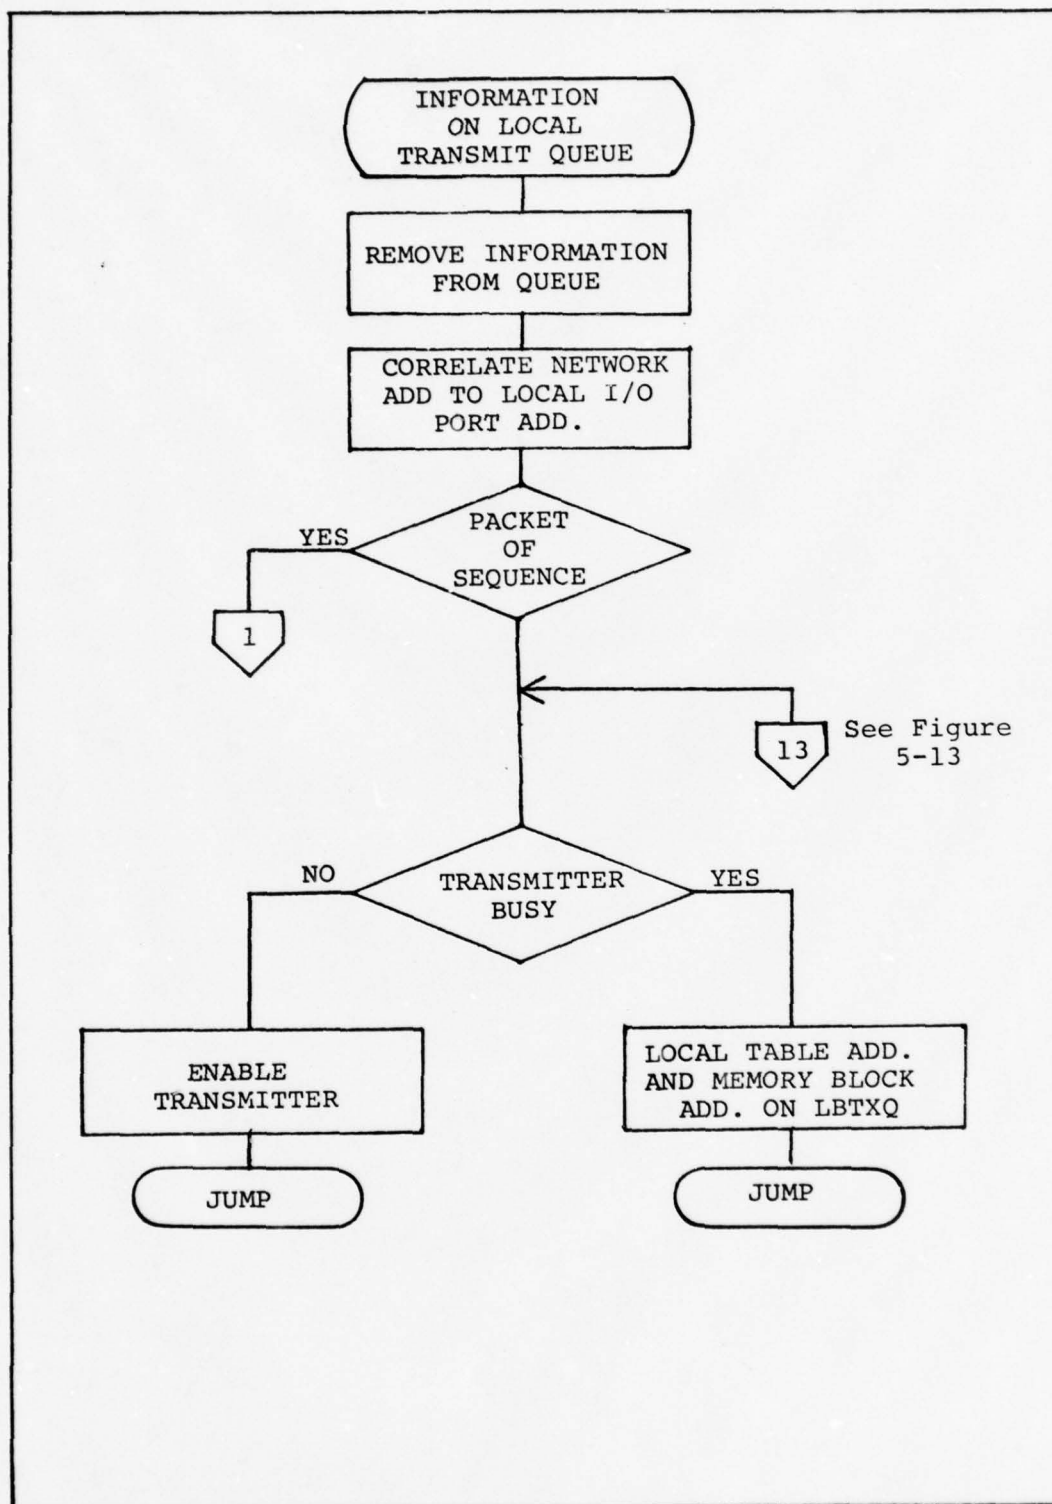 INFORMATION
ON LOCAL
TRANSMIT QUEUE
REMOVE INFORMATION
FROM QUEUE
CORRELATE NETWORK
ADD TO LOCAL I/O
PORT ADD.
PACKET
OF
SEQUENCE
YES
1
13
See Figure
5-13
TRANSMITTER
BUSY
NO
YES
ENABLE
TRANSMITTER
LOCAL TABLE ADD.
AND MEMORY BLOCK
ADD. ON LBTXQ
JUMP
JUMP